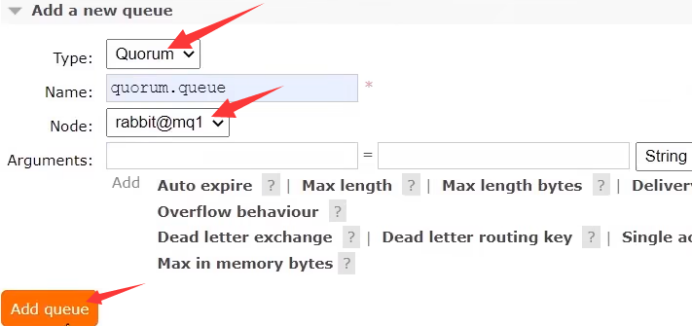 Add a new queue
Type: Quorum
Name: quorum.queue *
Node: rabbit@mq1
Arguments: = String
Add Auto expire ? | Max length ? | Max length bytes ? | Deliver
Overflow behaviour ?
Dead letter exchange ? | Dead letter routing key ? | Single ac
Max in memory bytes ?
Add queue